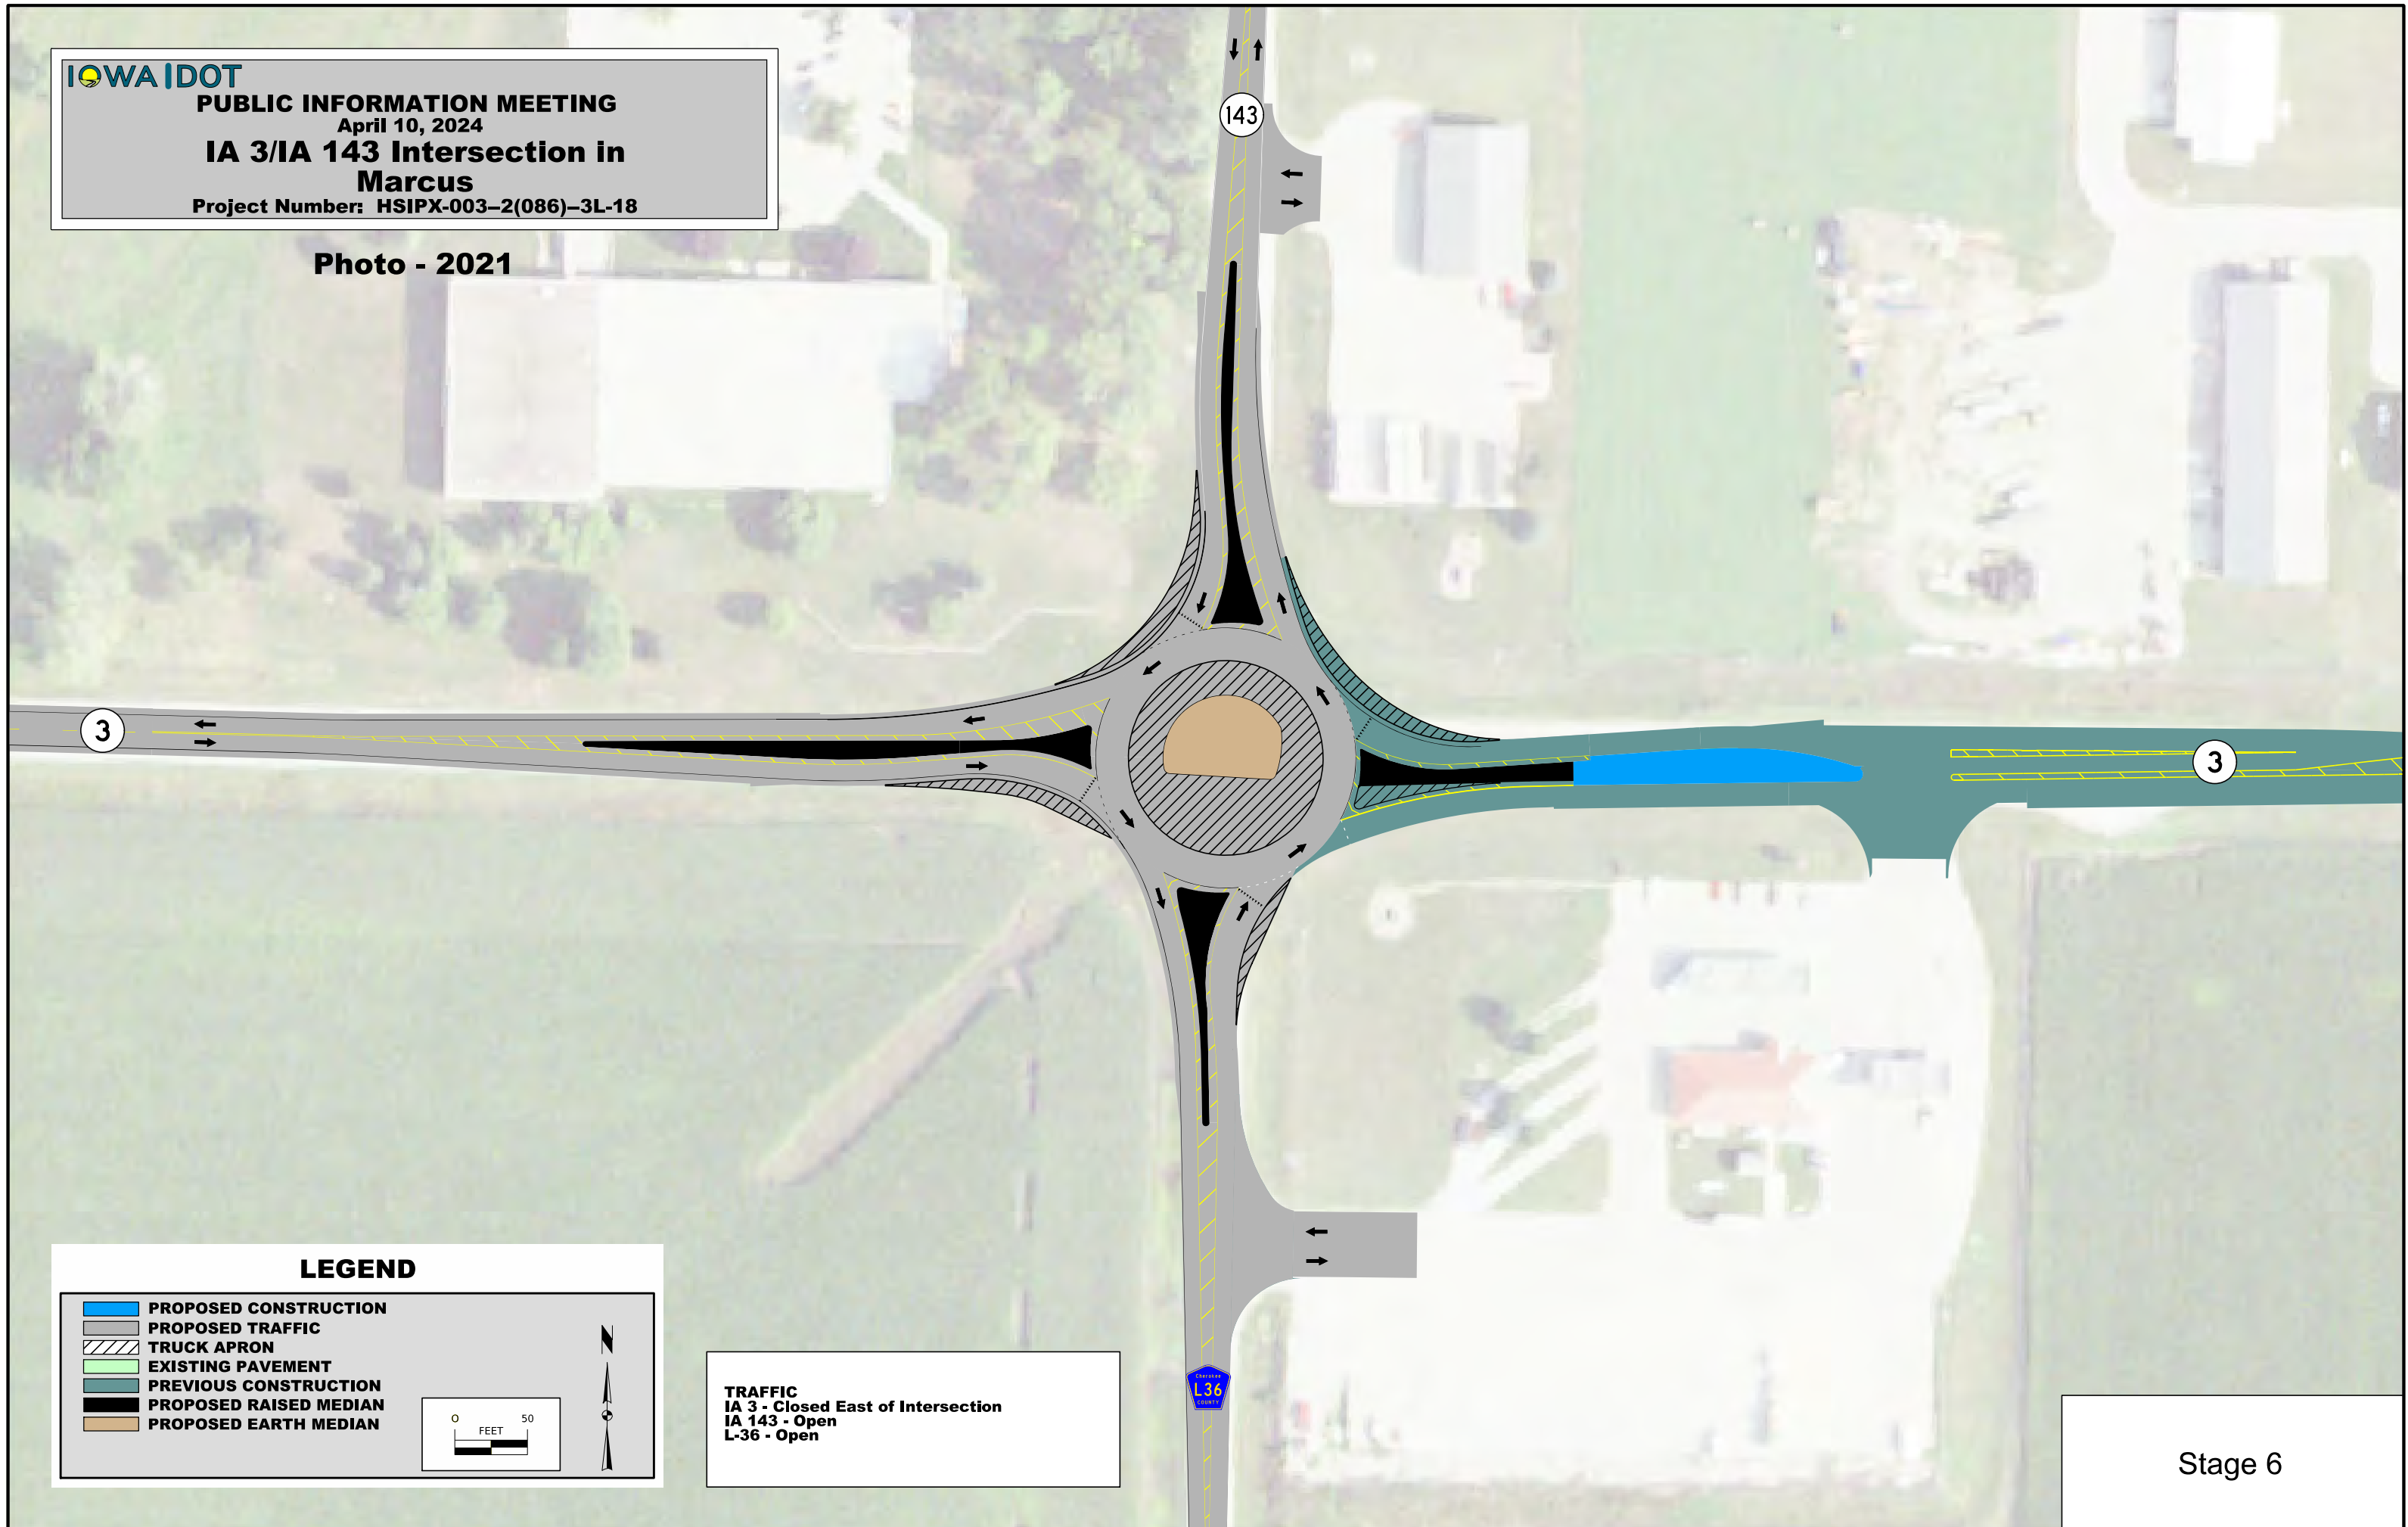 IOWA DOT
PUBLIC INFORMATION MEETING
April 10, 2024
IA 3/IA 143 Intersection in
Marcus
Project Number: HSIPX-003--2(086)--3L-18
Photo - 2021
143
3
3
LEGEND
PROPOSED CONSTRUCTION
PROPOSED TRAFFIC
TRUCK APRON
EXISTING PAVEMENT
PREVIOUS CONSTRUCTION
PROPOSED RAISED MEDIAN
PROPOSED EARTH MEDIAN
0 50
FEET
N
TRAFFIC
IA 3 - Closed East of Intersection
IA 143 - Open
L-36 - Open
Cherokee
L36
COUNTY
Stage 6